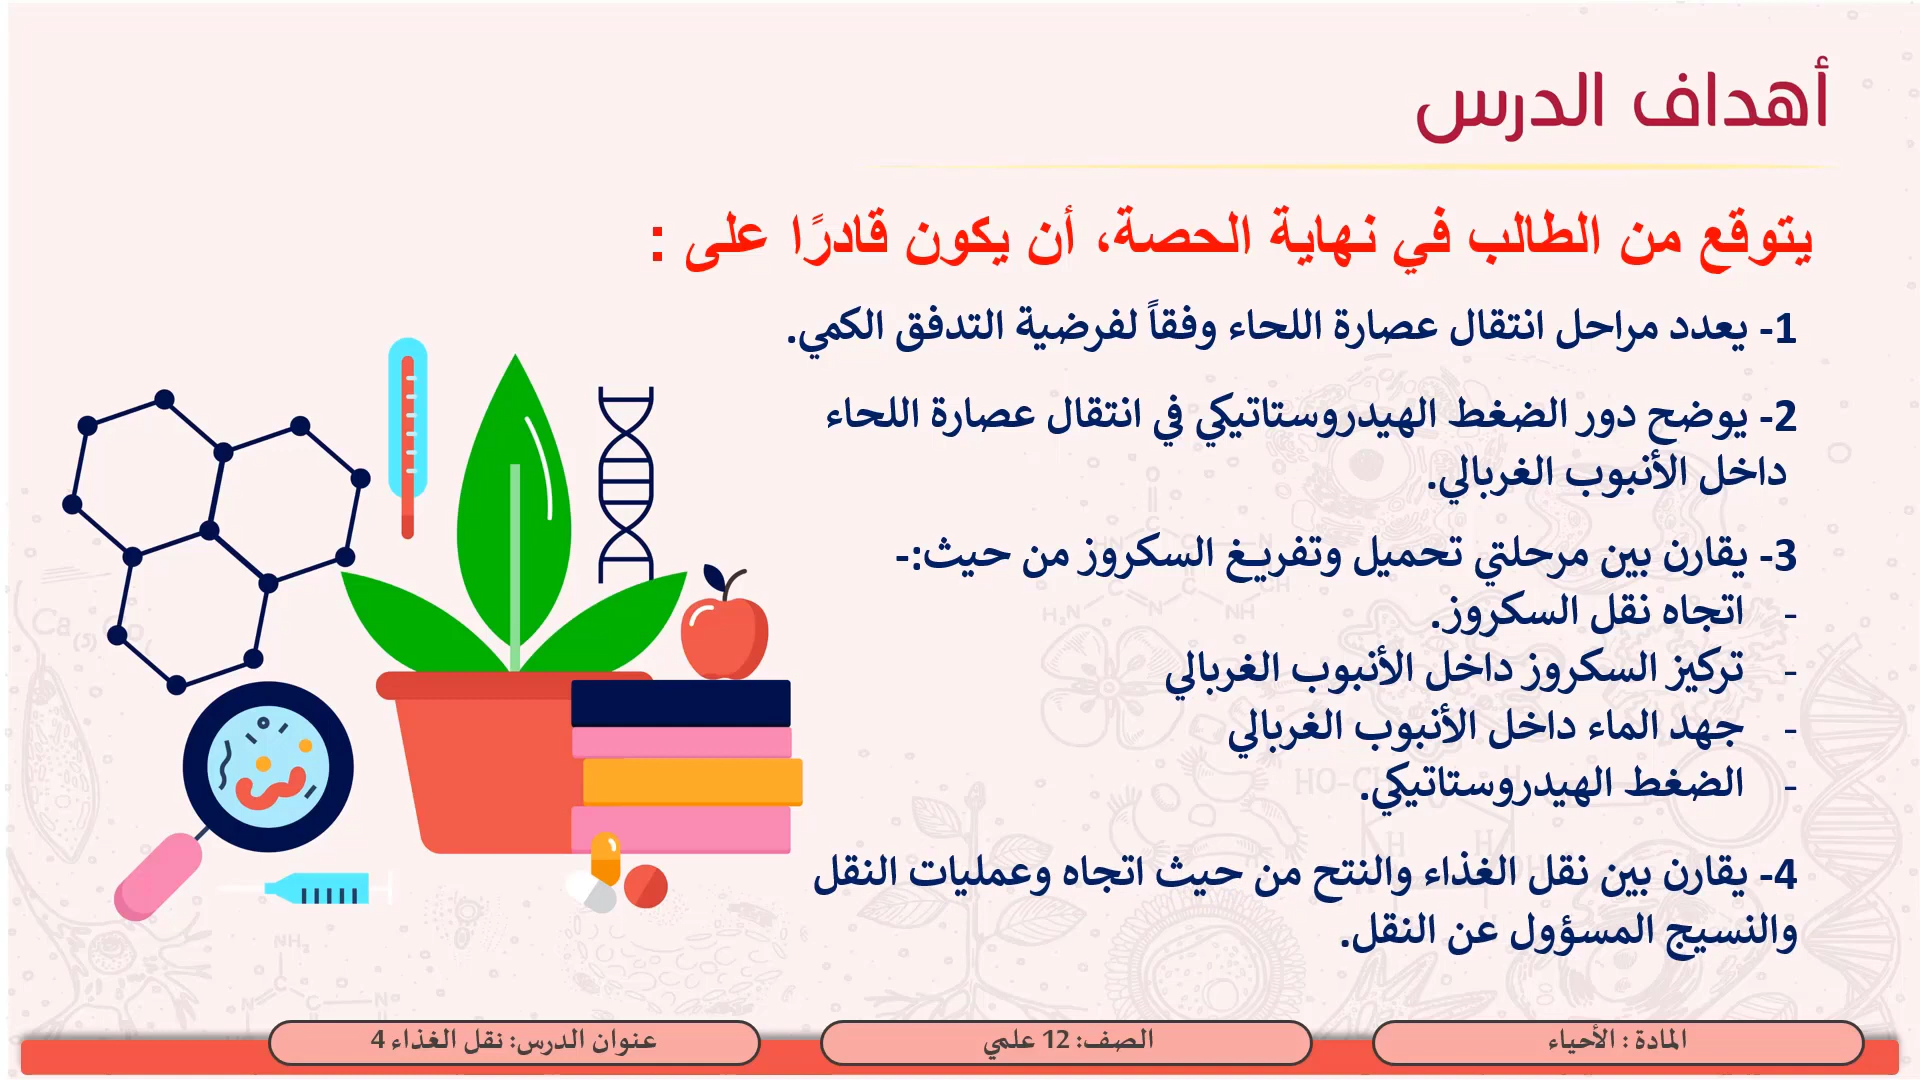 أهداف الدرس
يتوقع من الطالب في نهاية الحصة، أن يكون قادرًا على :
1- يعدد مراحل انتقال عصارة اللحاء وفقاً لفرضية التدفق الكمي.
2- يوضح دور الضغط الهيدروستاتيكي في انتقال عصارة اللحاء
داخل الأنبوب الغربالي.
3- يقارن بين مرحلتي تحميل وتفريغ السكروز من حيث:-
- اتجاه نقل السكروز.
- تركيز السكروز داخل الأنبوب الغربالي
- جهد الماء داخل الأنبوب الغربالي
- الضغط الهيدروستاتيكي.
4- يقارن بين نقل الغذاء والنتح من حيث اتجاه وعمليات النقل
والنسيج المسؤول عن النقل.
المادة : الأحياء
الصف: 12 علمي
عنوان الدرس: نقل الغذاء 4